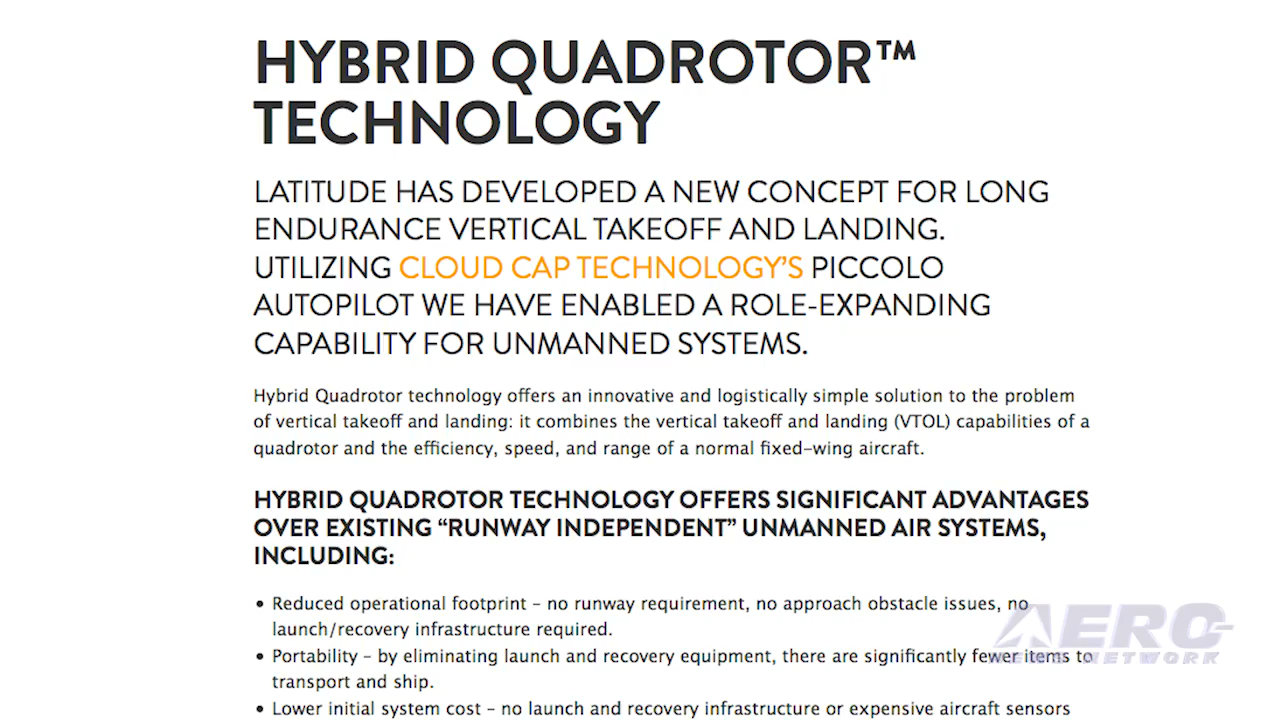 HYBRID QUADROTOR™
TECHNOLOGY
LATITUDE HAS DEVELOPED A NEW CONCEPT FOR LONG
ENDURANCE VERTICAL TAKEOFF AND LANDING.
UTILIZING CLOUD CAP TECHNOLOGY’S PICCOLO
AUTOPILOT WE HAVE ENABLED A ROLE-EXPANDING
CAPABILITY FOR UNMANNED SYSTEMS.
Hybrid Quadrotor technology offers an innovative and logistically simple solution to the problem
of vertical takeoff and landing: it combines the vertical takeoff and landing (VTOL) capabilities of a
quadrotor and the efficiency, speed, and range of a normal fixed-wing aircraft.
HYBRID QUADROTOR TECHNOLOGY OFFERS SIGNIFICANT ADVANTAGES
OVER EXISTING “RUNWAY INDEPENDENT” UNMANNED AIR SYSTEMS,
INCLUDING:
• Reduced operational footprint – no runway requirement, no approach obstacle issues, no
launch/recovery infrastructure required.
• Portability – by eliminating launch and recovery equipment, there are significantly fewer items to
transport and ship.
• Lower initial system cost – no launch and recovery infrastructure or expensive aircraft sensors
AERO
NEWS NETWORK